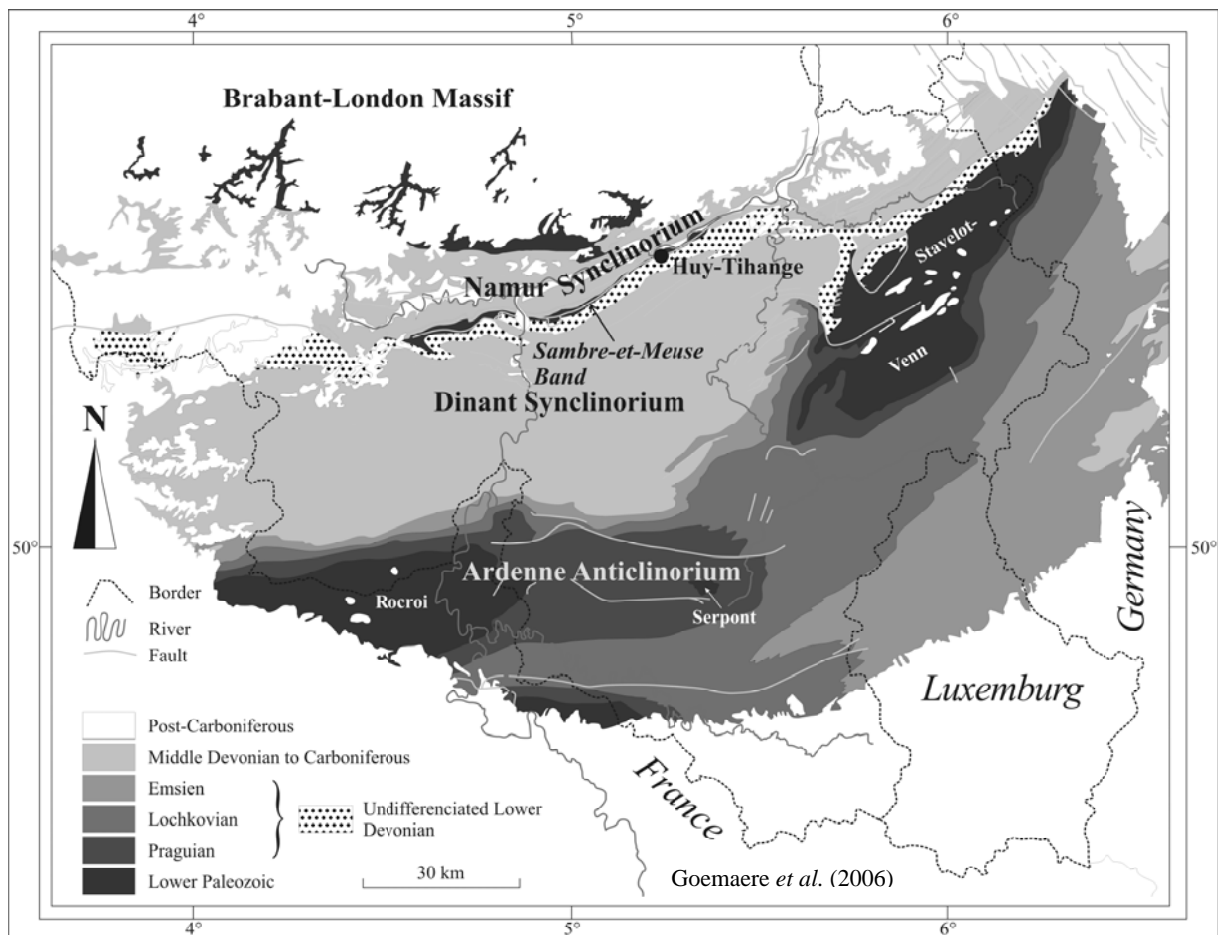 4°
5°
6°
Brabant-London Massif
Stavelot-
Namur Synclinorium
Huy-Tihange
Venn
Sambre-et-Meuse
Band
Dinant Synclinorium
N
50°
50°
Ardenne Anticlinorium
Rocroi
Serpont
Germany
Luxemburg
France
Border
River
Fault
Post-Carboniferous
Middle Devonian to Carboniferous
Emsien
Lochkovian
Praguian
Lower Paleozoic
Undifferenciated Lower
Devonian
30 km
Goemaere et al. (2006)
4°
5°
6°